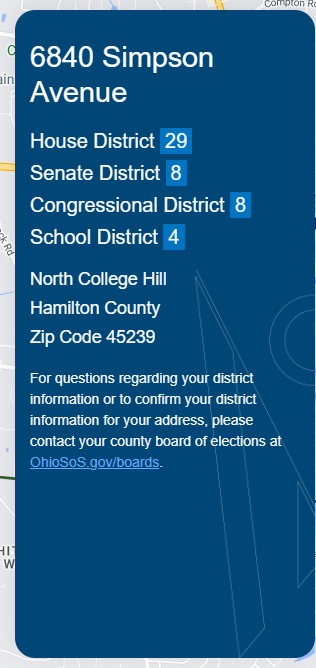 Compton Rd
6840 Simpson
Avenue
House District 29
Senate District 8
Congressional District 8
School District 4
North College Hill
Hamilton County
Zip Code 45239
For questions regarding your district
information or to confirm your district
information for your address, please
contact your county board of elections at
OhioSoS.gov/boards.